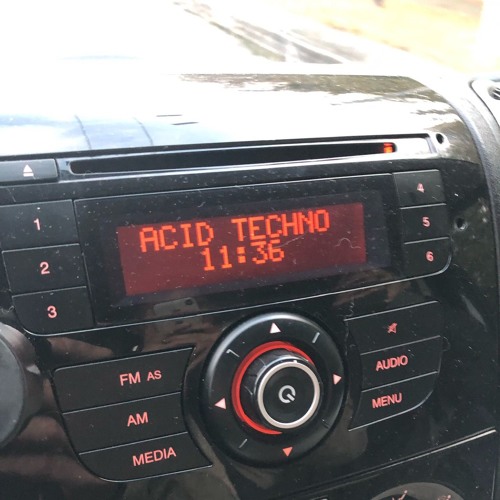 1
2
3
ACID TECHNO
11:36
4
5
6
FM AS
AM
MEDIA
AUDIO
MENU